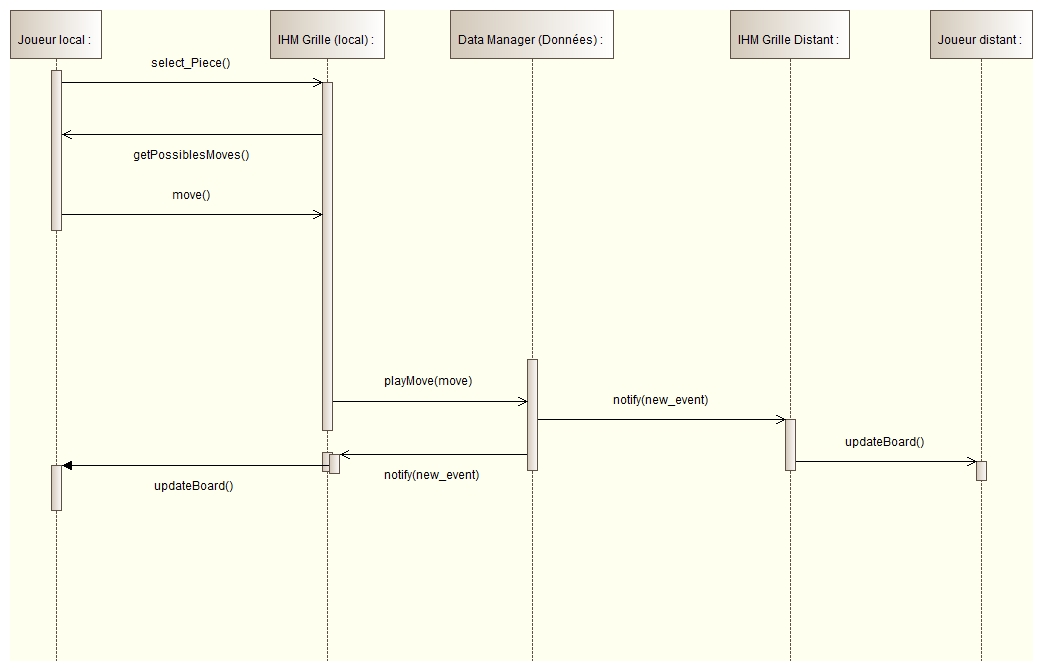 Joueur local :
IHM Grille (local) :
Data Manager (Données) :
IHM Grille Distant :
Joueur distant :
select_Piece()
getPossiblesMoves()
move()
playMove(move)
notify(new_event)
updateBoard()
notify(new_event)
updateBoard()